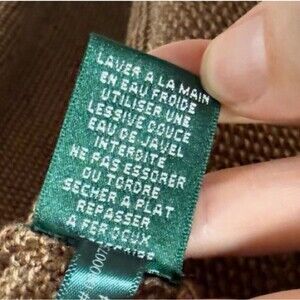 LAVER A LA MAIN
EN EAU FROIDE
UTILISER UNE
LESSIVE DOUCE
EAU DE JAVEL
INTERDITE
NE PAS ESSORER
OU TORDRE
SECHER A PLAT
REPASSER
A FER DOUX